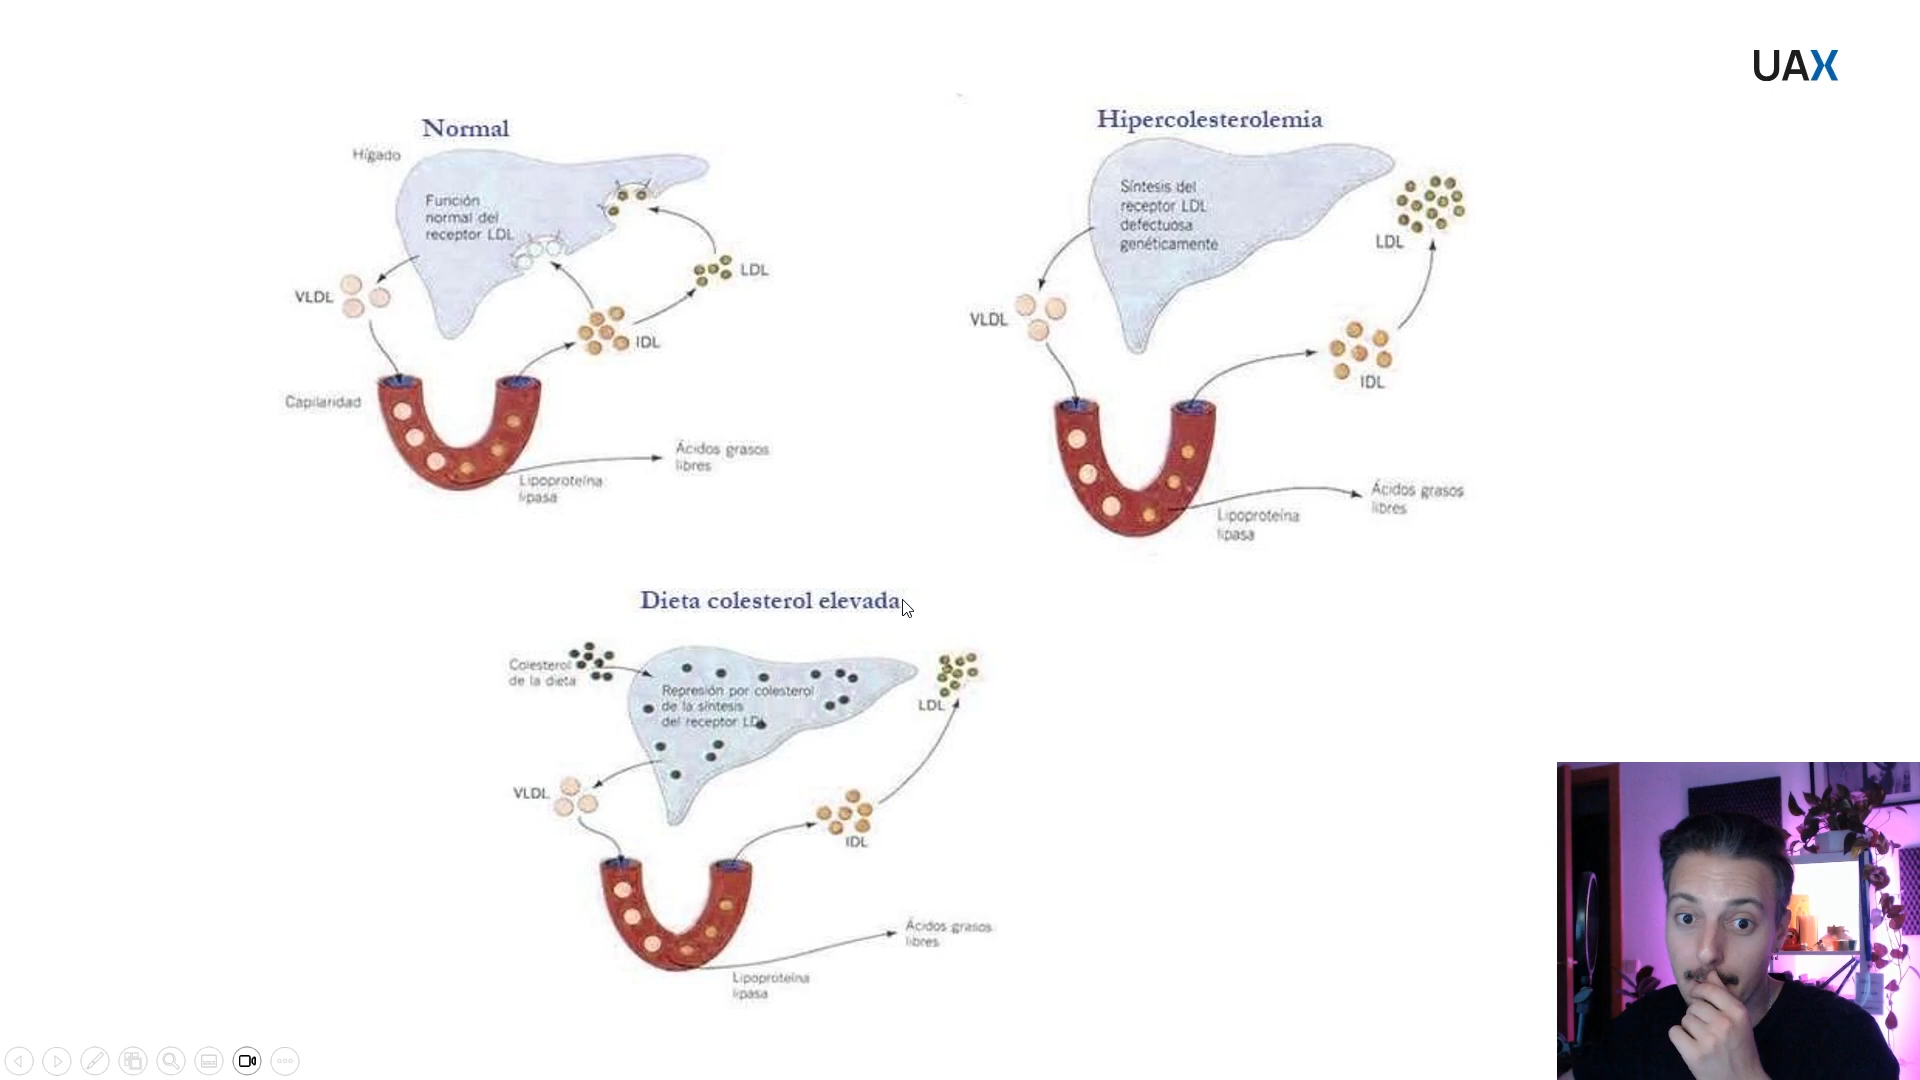 UAX
Normal
Hígado
Función
normal del
receptor LDL
VLDL
LDL
IDL
Capilaridad
Ácidos grasos
libres
Lipoproteína
lipasa
Hipercolesterolemia
Síntesis del
receptor LDL
defectuosa
genéticamente
LDL
VLDL
IDL
Ácidos grasos
libres
Lipoproteína
lipasa
Dieta colesterol elevada
Colesterol
de la dieta
Represión por colesterol
de la síntesis
del receptor LDL
LDL
VLDL
IDL
Ácidos grasos
libres
Lipoproteína
lipasa